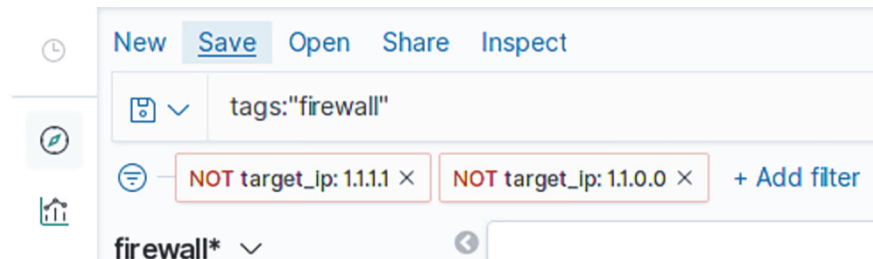 New Save Open Share Inspect
tags:"firewall"
NOT target_ip: 1.1.1.1 × NOT target_ip: 1.1.0.0 × + Add filter
firewall*